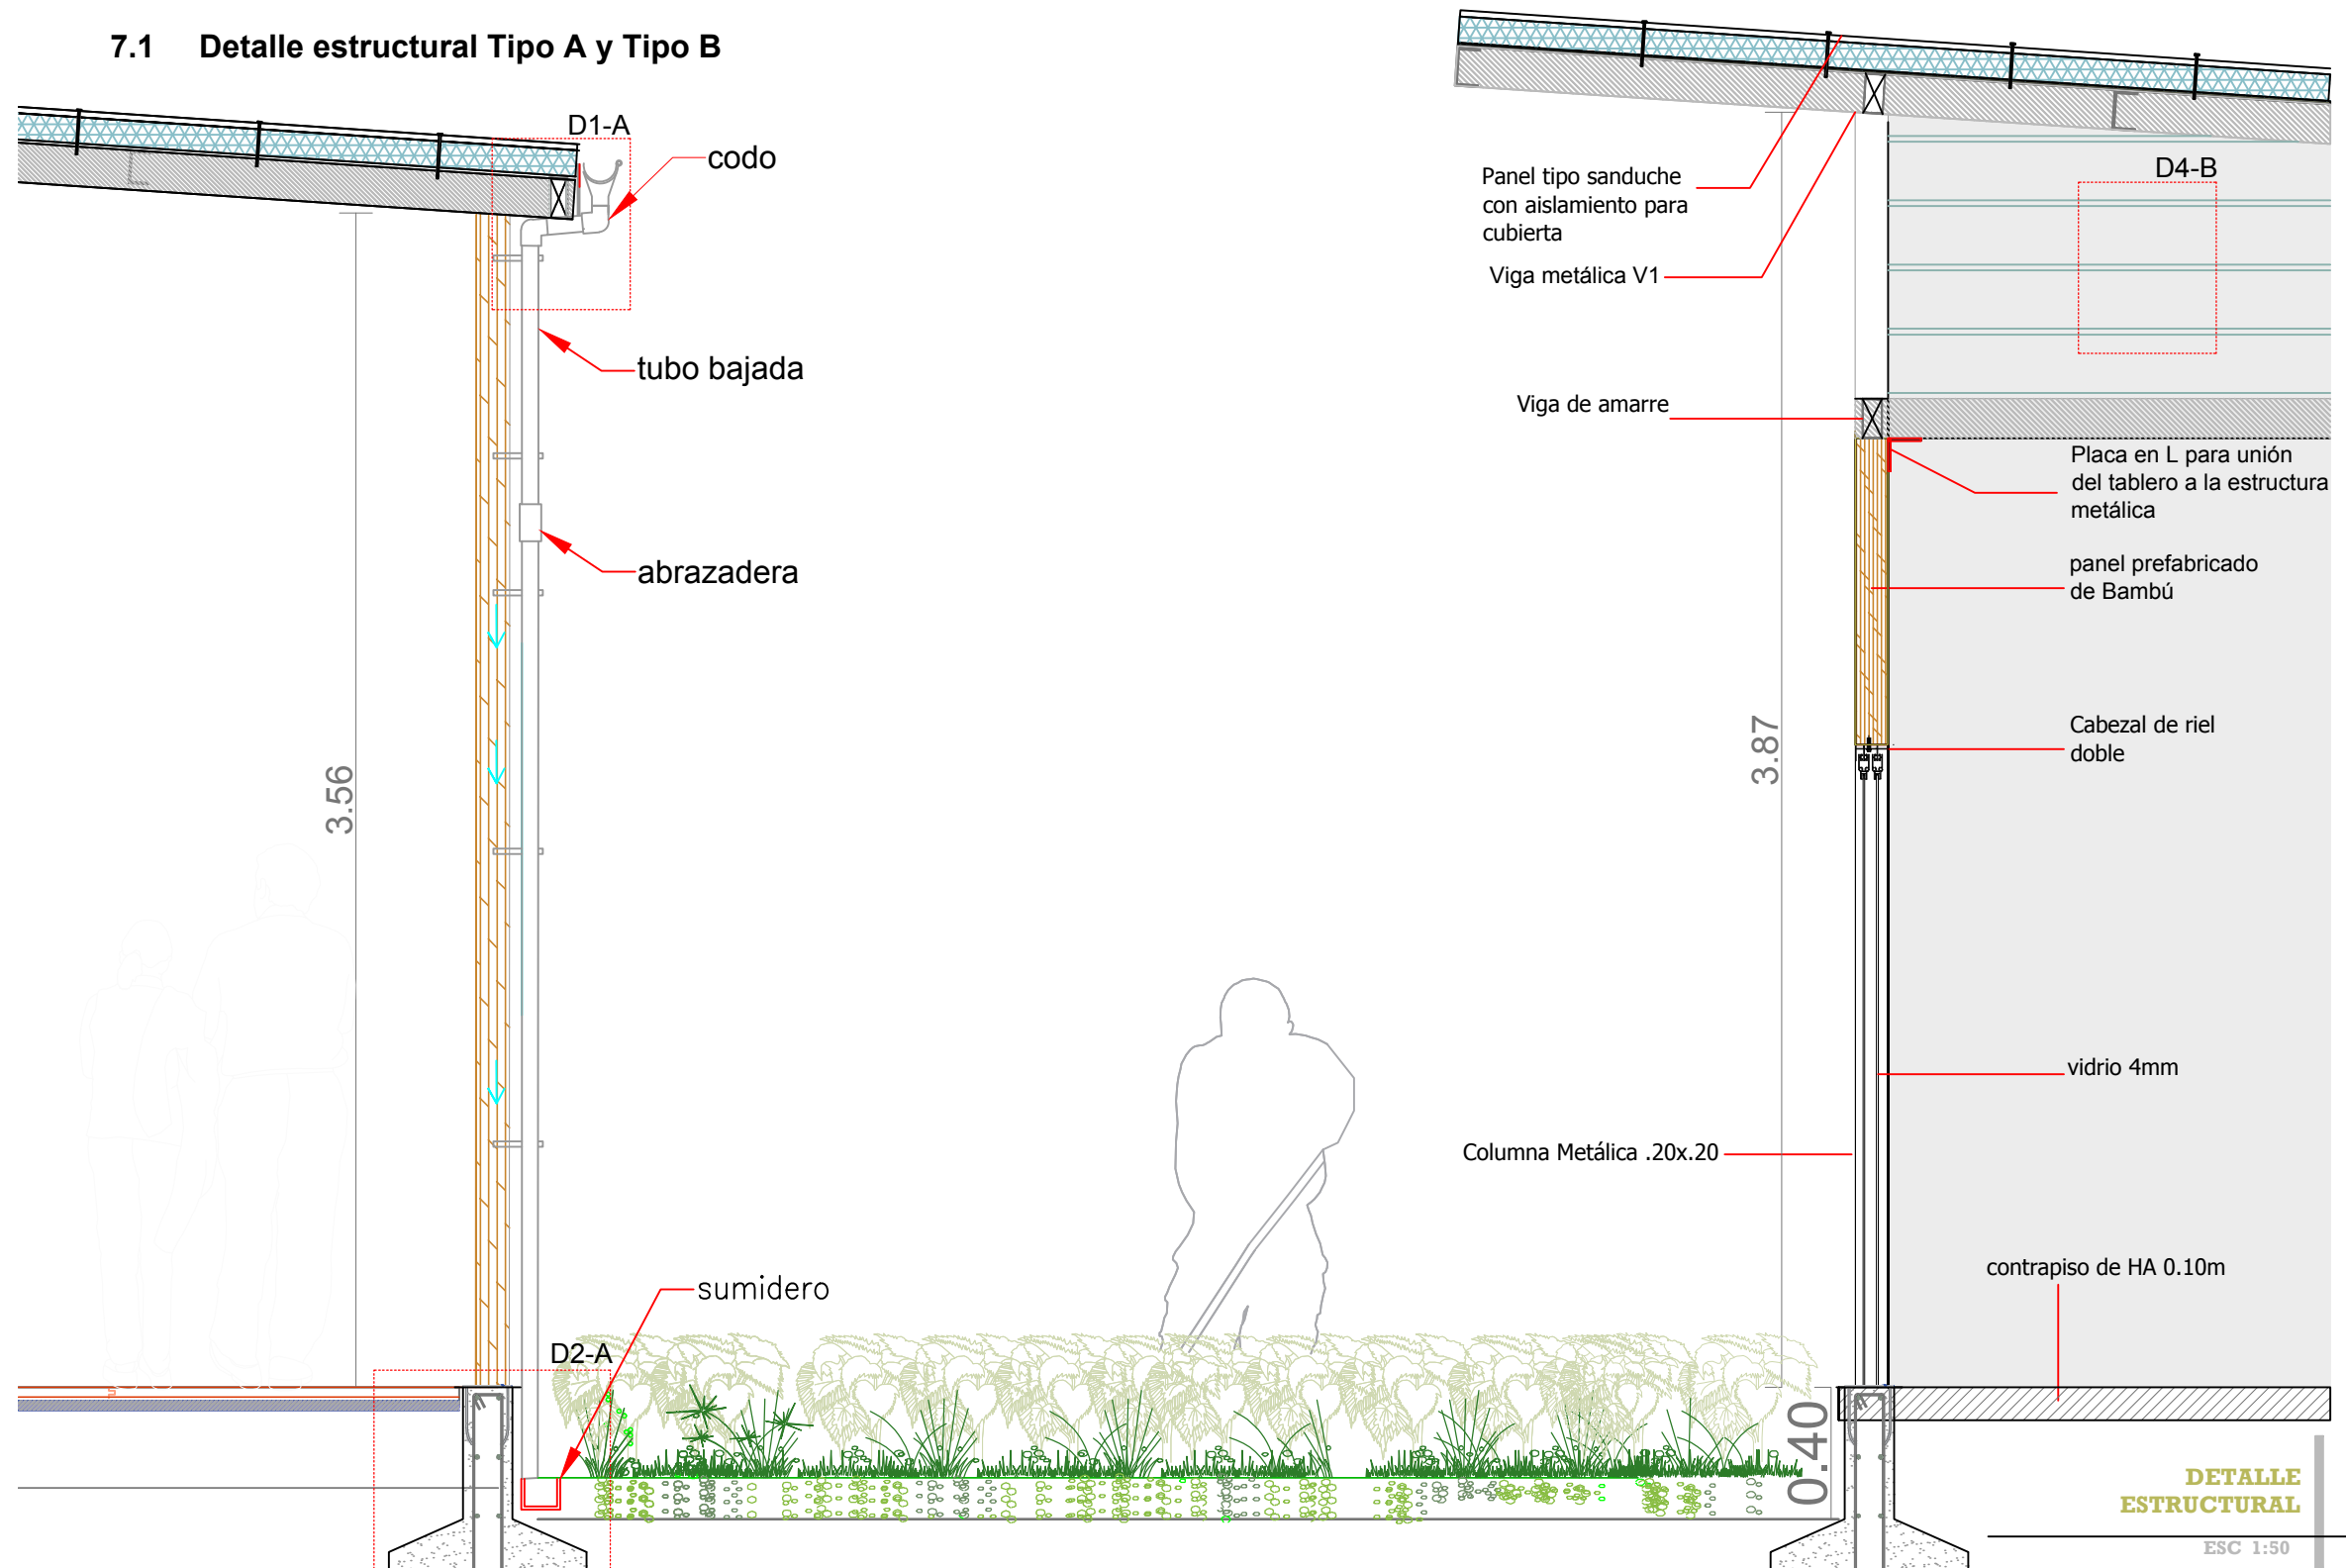 7.1 Detalle estructural Tipo A y Tipo B
D1-A
codo
tubo bajada
abrazadera
3.56
sumidero
D2-A
Panel tipo sanduche
con aislamiento para
cubierta
Viga metálica V1
D4-B
Viga de amarre
Placa en L para unión
del tablero a la estructura
metálica
panel prefabricado
de Bambú
3.87
Cabezal de riel
doble
vidrio 4mm
Columna Metálica .20x.20
contrapiso de HA 0.10m
0.40
DETALLE
ESTRUCTURAL
ESC 1:50